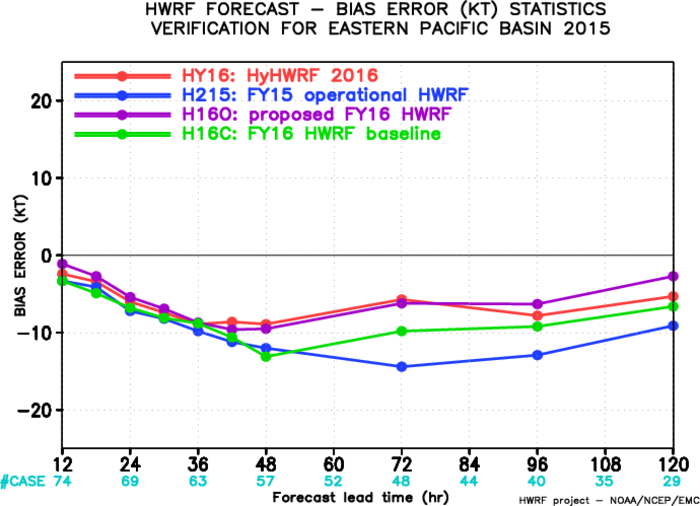 HWRF FORECAST – BIAS ERROR (KT) STATISTICS
VERIFICATION FOR EASTERN PACIFIC BASIN 2015
HY16: HyHWRF 2016
H215: FY15 operational HWRF
H16O: proposed FY16 HWRF
H16C: FY16 HWRF baseline
BIAS ERROR (KT)
20
10
0
−10
−20
12 24 36 48 60 72 84 96 108 120
#CASE 74 69 63 57 52 48 44 40 35 29
Forecast lead time (hr)
HWRF project – NOAA/NCEP/EMC